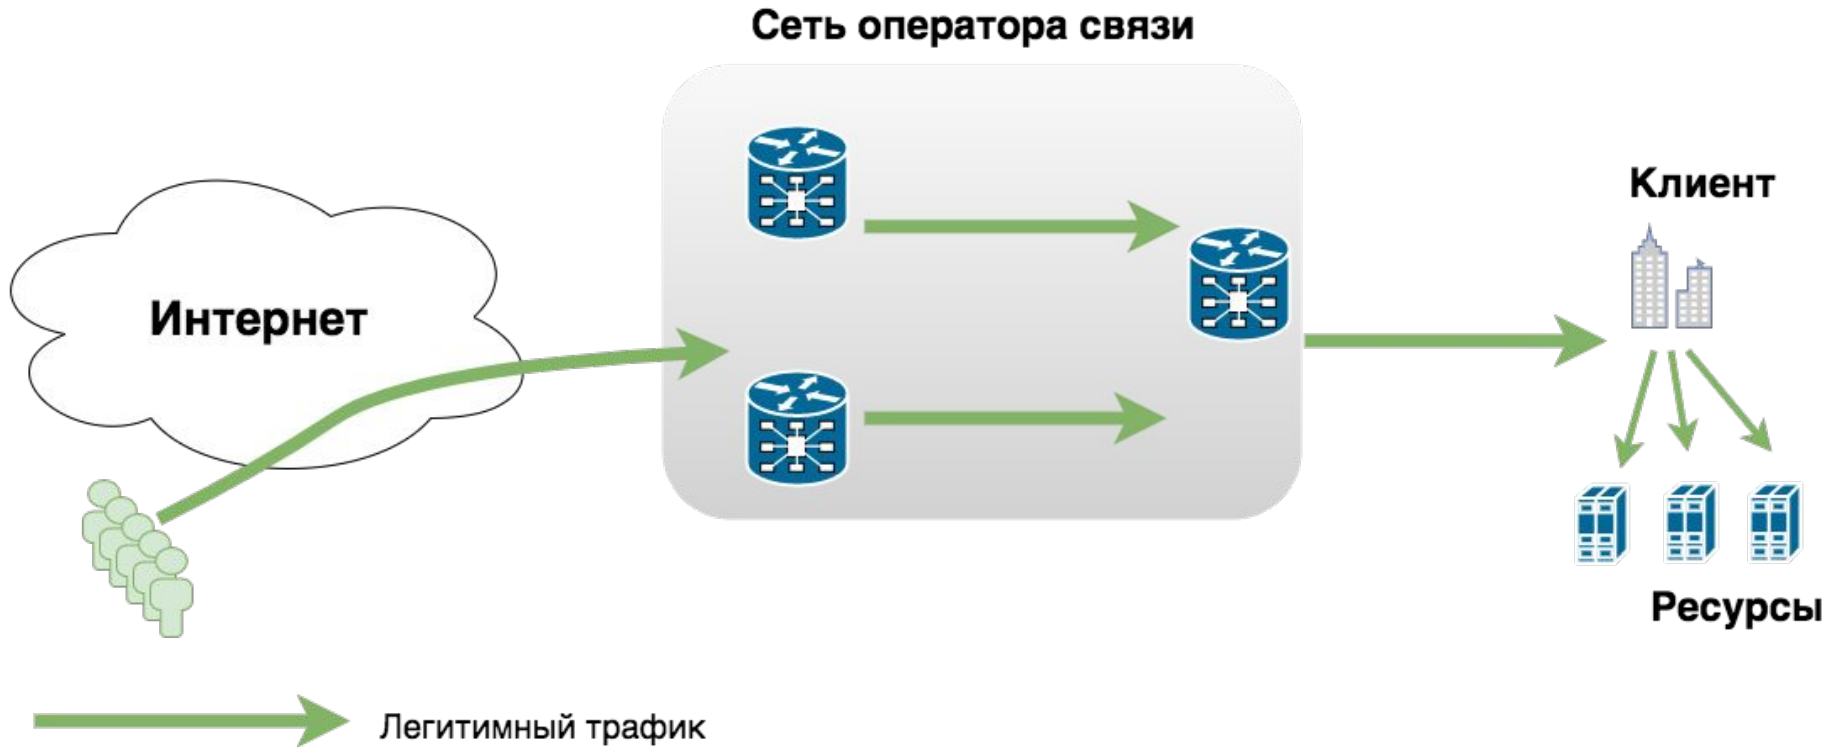 Сеть оператора связи
Клиент
Интернет
Ресурсы
Легитимный трафик